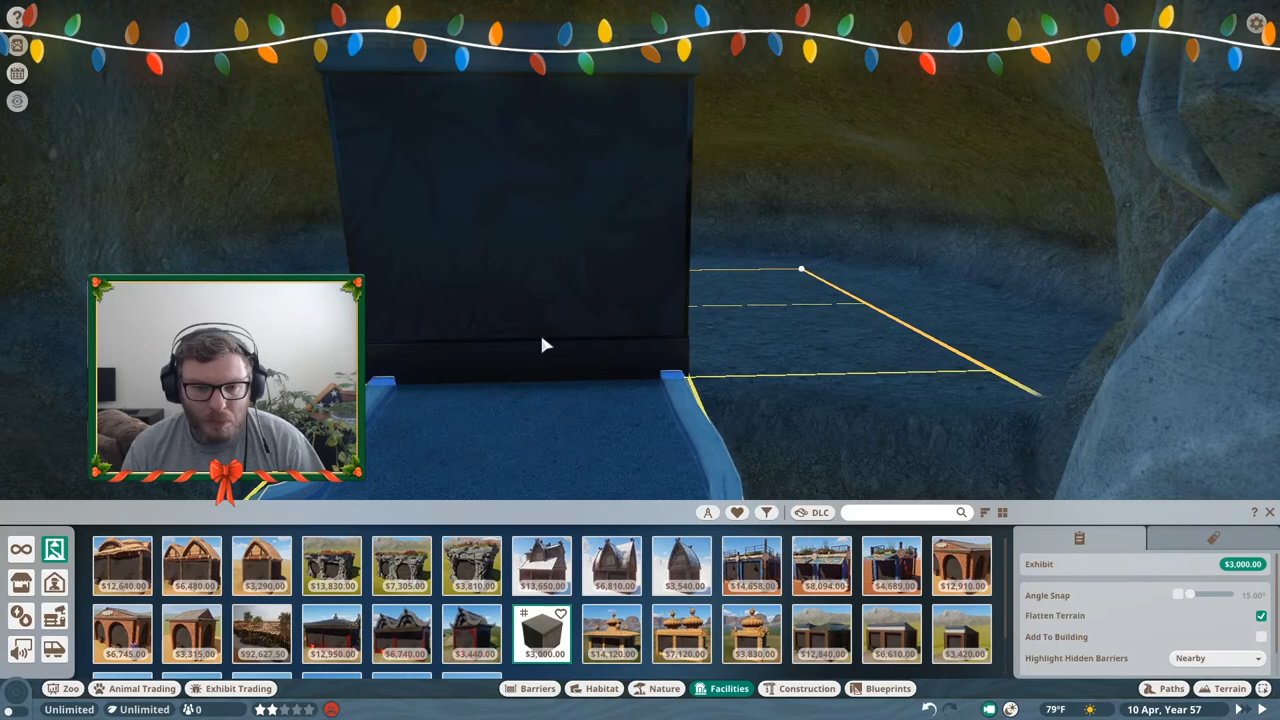 ?
DLC
? ×
$12,640.00 $6,480.00 $3,290.00 $13,830.00 $7,305.00 $3,810.00 $13,650.00 $6,810.00 $3,540.00 $14,658.00 $8,094.00 $4,689.00 $12,910.00
$6,745.00 $3,315.00 $92,627.50 $12,950.00 $6,740.00 $3,440.00 $3,000.00 $14,120.00 $7,120.00 $3,830.00 $12,840.00 $6,610.00 $3,420.00
Exhibit $3,000.00
Angle Snap 15.00°
Flatten Terrain
Add To Building
Highlight Hidden Barriers Nearby
Zoo Animal Trading Exhibit Trading Barriers Habitat Nature Facilities Construction Blueprints Paths Terrain
Unlimited Unlimited 0 79°F 10 Apr, Year 57